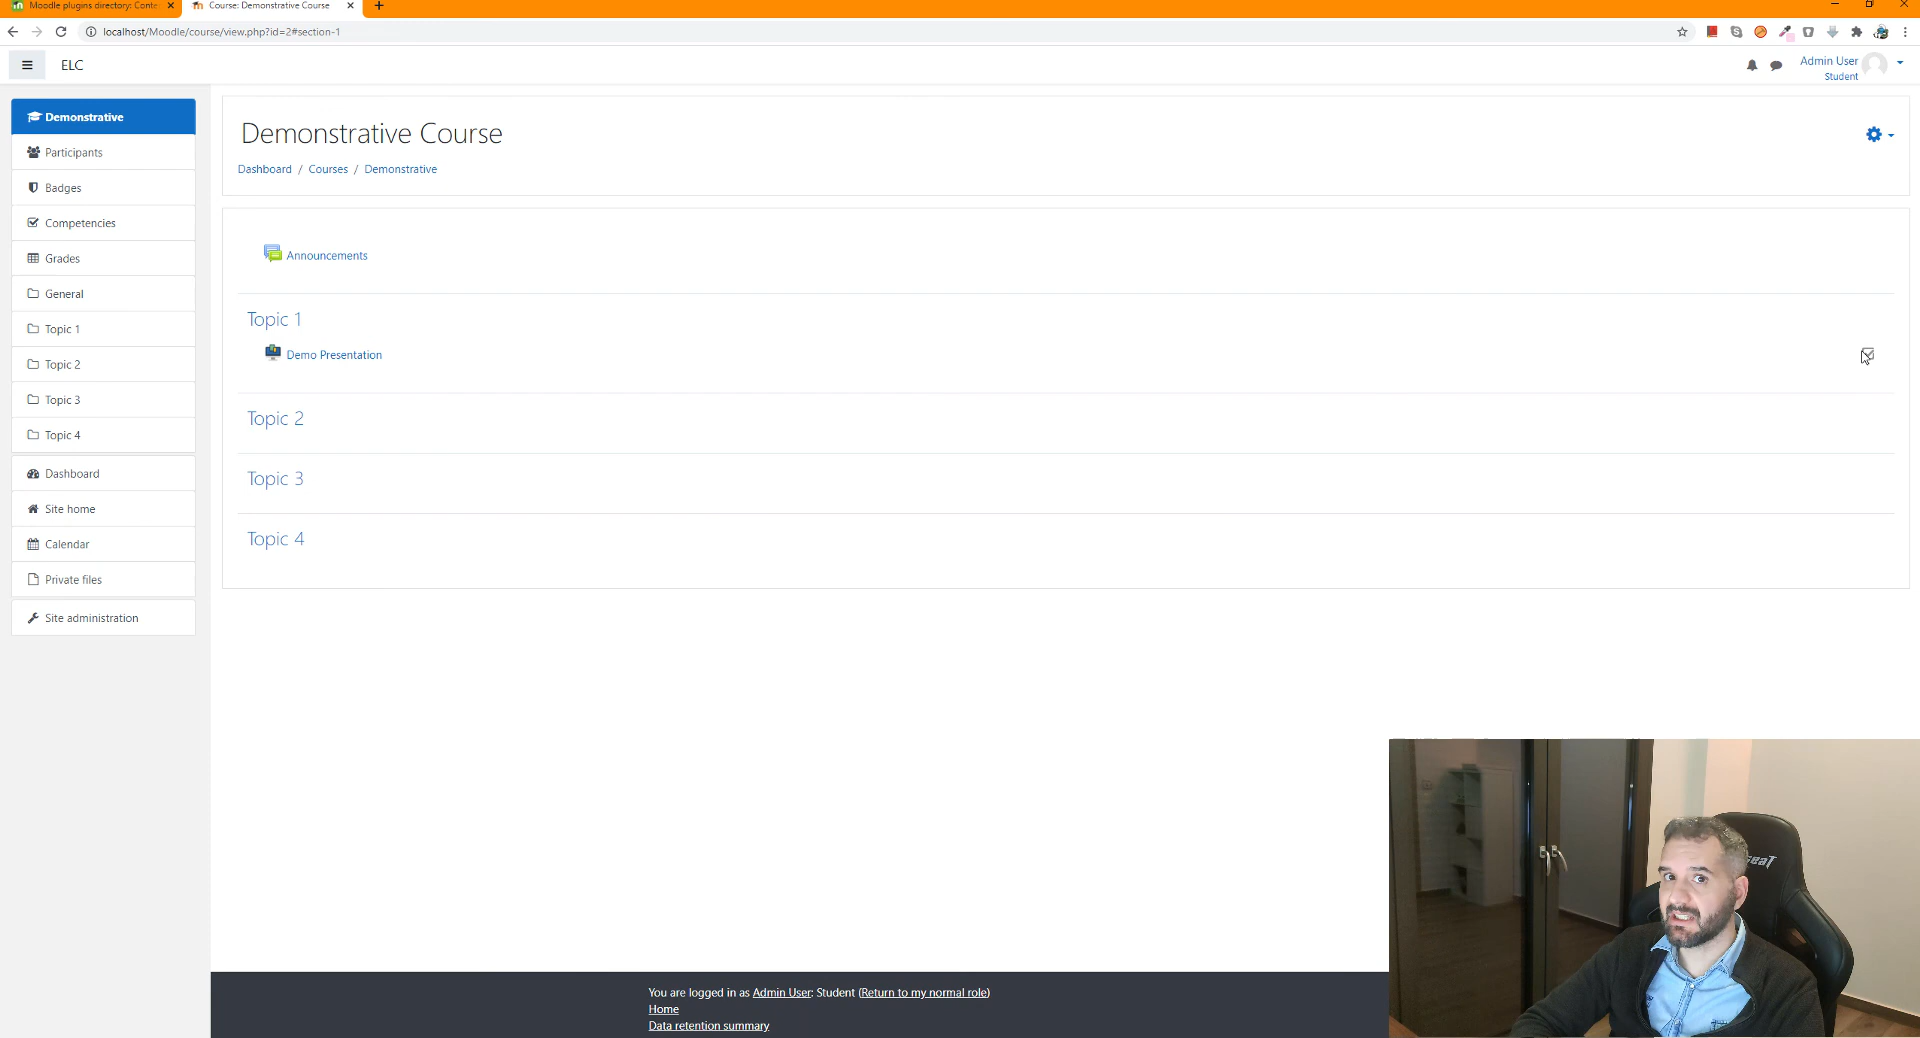 Moodle plugins directory: Conte
Course: Demonstrative Course
localhost/Moodle/course/view.php?id=2#section-1
ELC
Admin User
Student
Demonstrative
Participants
Badges
Competencies
Grades
General
Topic 1
Topic 2
Topic 3
Topic 4
Dashboard
Site home
Calendar
Private files
Site administration
Demonstrative Course
Dashboard / Courses / Demonstrative
Announcements
Topic 1
Demo Presentation
Topic 2
Topic 3
Topic 4
You are logged in as Admin User: Student (Return to my normal role)
Home
Data retention summary